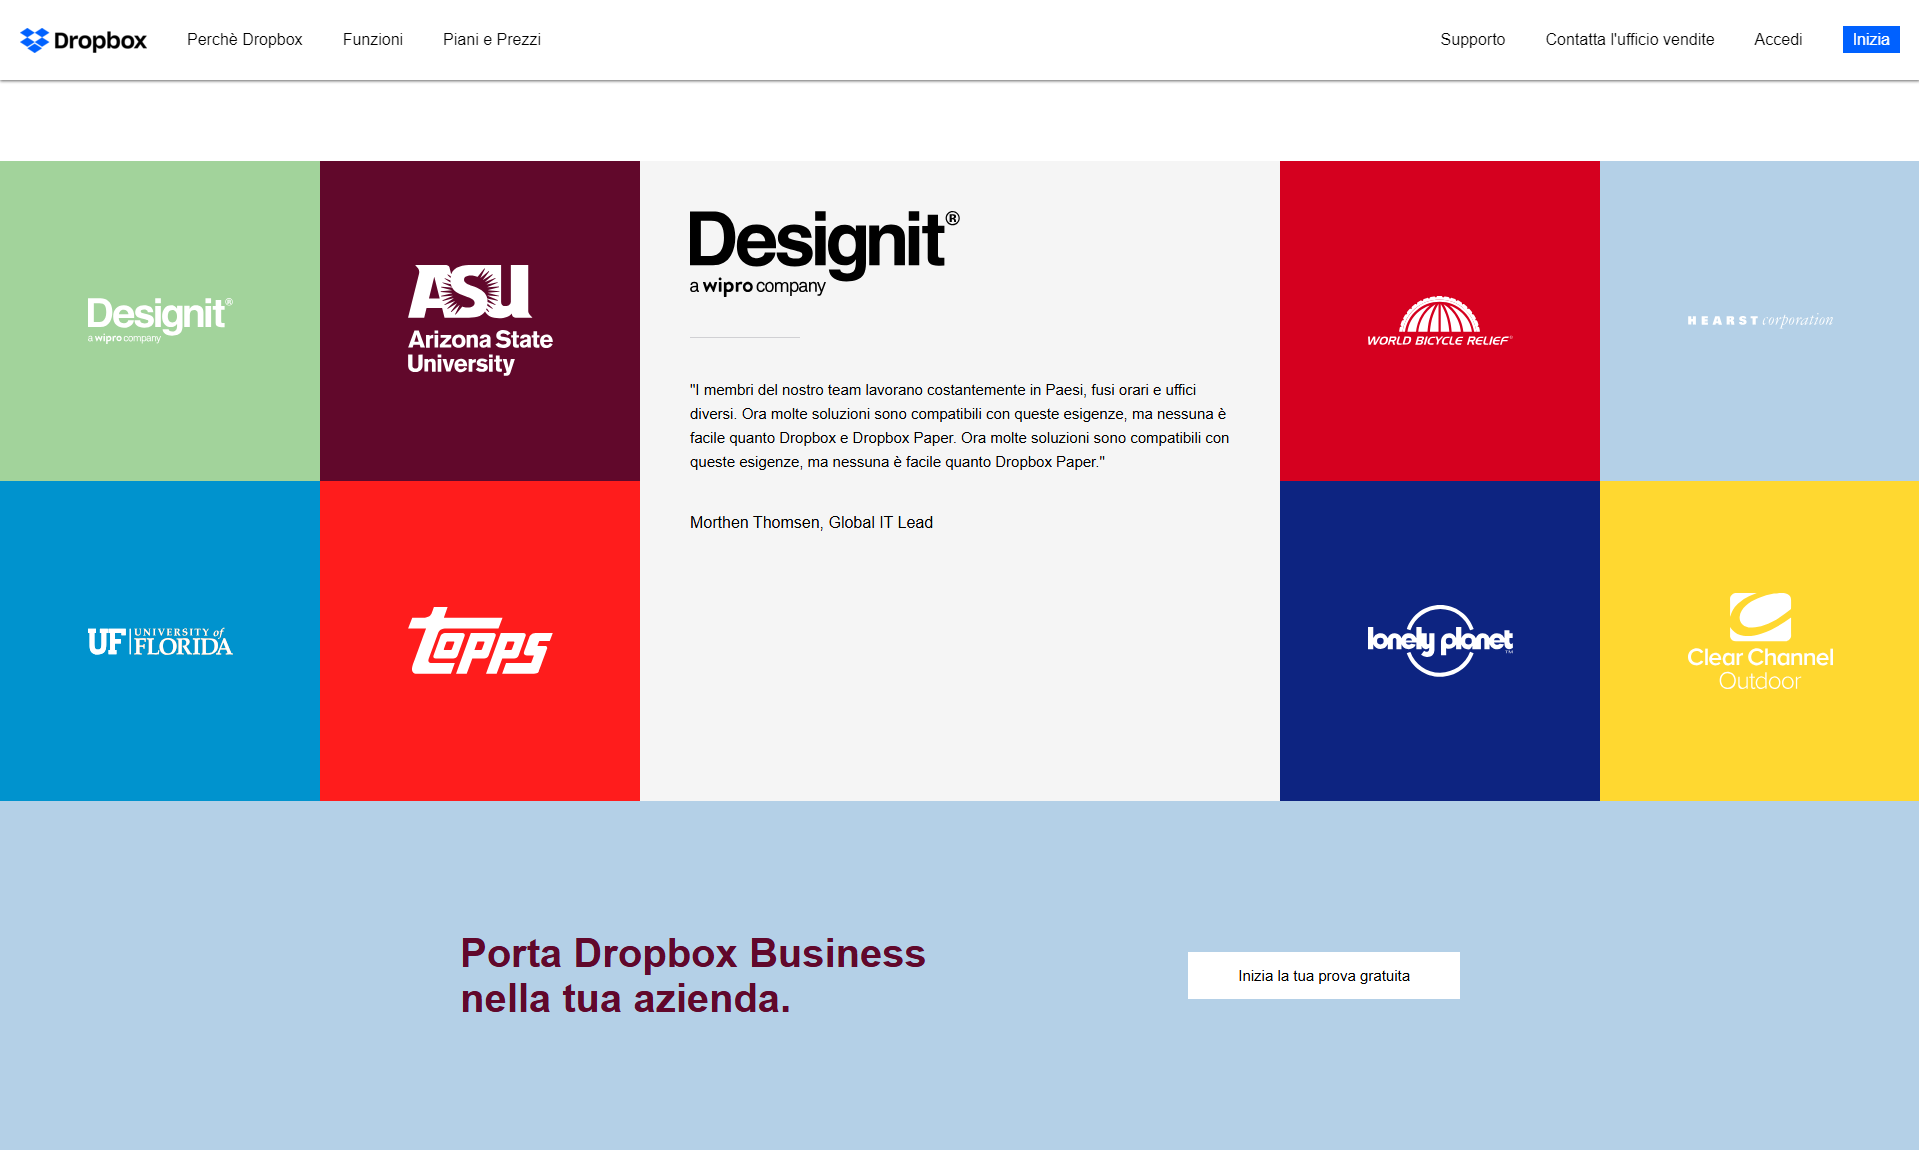 Dropbox
Perchè Dropbox
Funzioni
Piani e Prezzi
Supporto
Contatta l'ufficio vendite
Accedi
Inizia
Designit®
a wipro company
ASU
Arizona State
University
Designit®
a wipro company
"I membri del nostro team lavorano costantemente in Paesi, fusi orari e uffici
diversi. Ora molte soluzioni sono compatibili con queste esigenze, ma nessuna è
facile quanto Dropbox e Dropbox Paper. Ora molte soluzioni sono compatibili con
queste esigenze, ma nessuna è facile quanto Dropbox Paper."
Morthen Thomsen, Global IT Lead
WORLD BICYCLE RELIEF®
HEARST corporation
UF UNIVERSITY of
FLORIDA
Topps
lonely planet™
Clear Channel
Outdoor
Porta Dropbox Business
nella tua azienda.
Inizia la tua prova gratuita